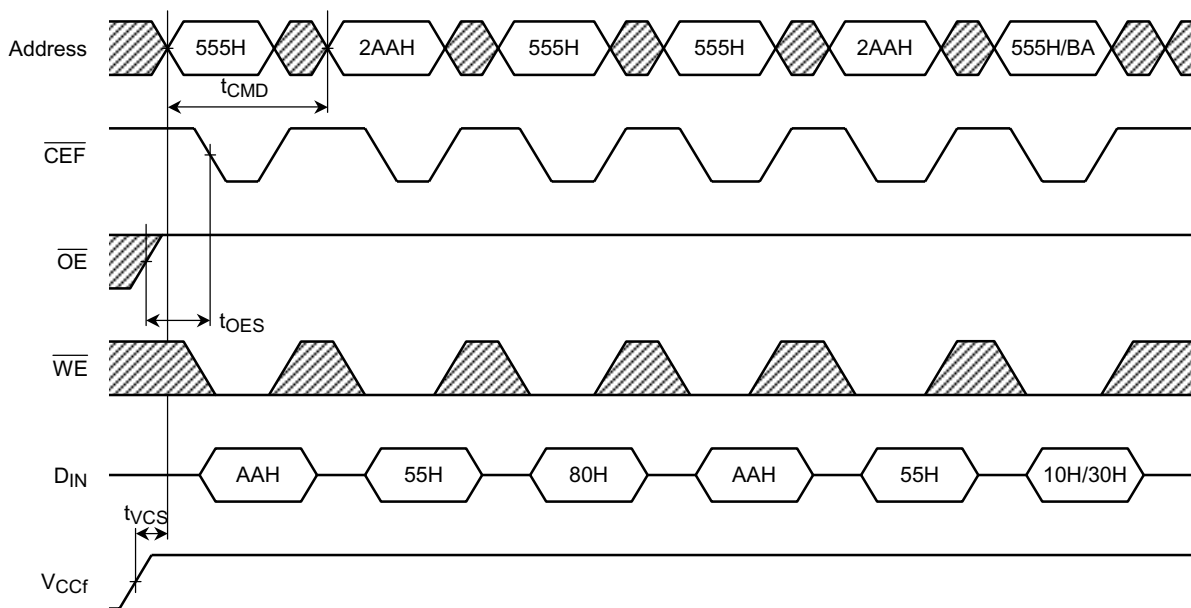 Address 555H 2AAH 555H 555H 2AAH 555H/BA
tCMD
CEF
OE
tOES
WE
DIN AAH 55H 80H AAH 55H 10H/30H
tVCS
VCCf